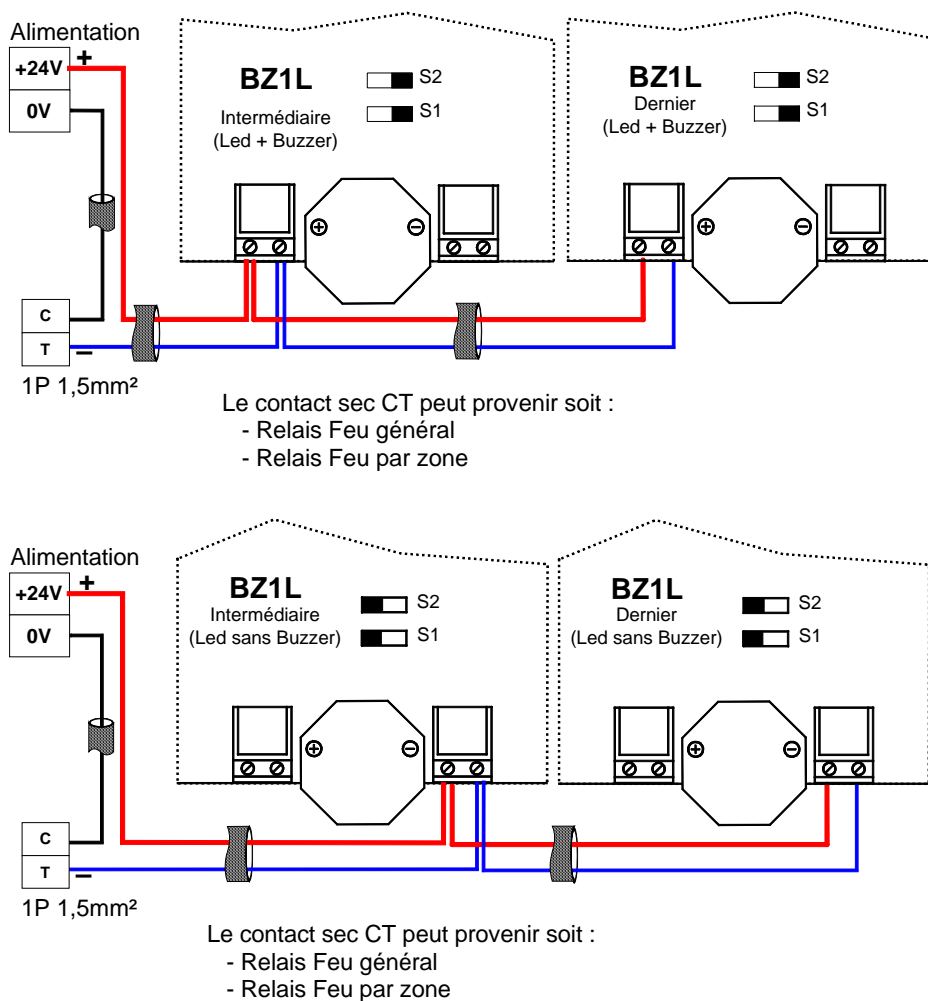 Alimentation
+
+24V
0V
BZ1L
Intermédiaire
(Led + Buzzer)
S2
S1
BZ1L
Dernier
(Led + Buzzer)
S2
S1
+
−
+
−
C
T
−
1P 1,5mm²
Le contact sec CT peut provenir soit :
- Relais Feu général
- Relais Feu par zone
Alimentation
+
+24V
0V
BZ1L
Intermédiaire
(Led sans Buzzer)
S2
S1
BZ1L
Dernier
(Led sans Buzzer)
S2
S1
+
−
+
−
C
T
−
1P 1,5mm²
Le contact sec CT peut provenir soit :
- Relais Feu général
- Relais Feu par zone